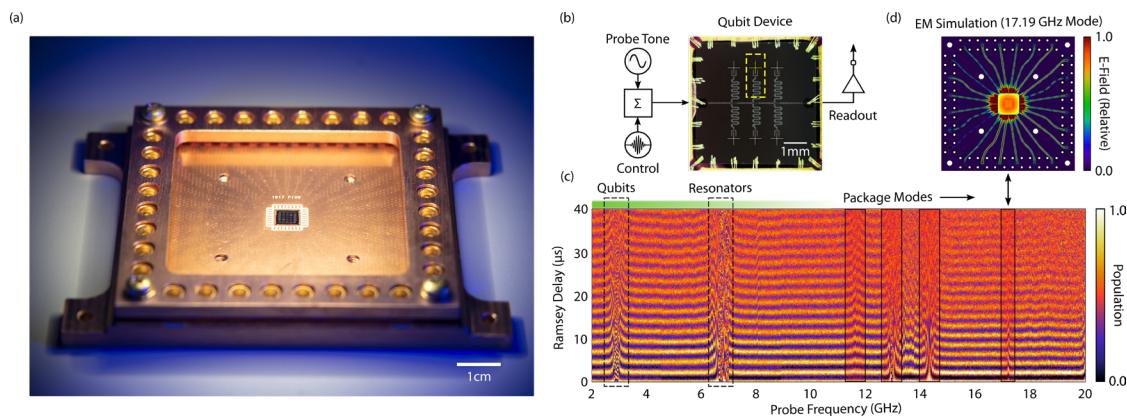 (a)
1cm
(b)
Qubit Device
Probe Tone
Σ
Control
Readout
1mm
(d)
EM Simulation (17.19 GHz Mode)
1.0
E-Field (Relative)
0.0
(c)
Qubits
Resonators
Package Modes
40
30
20
10
0
Ramsey Delay (μs)
2
4
6
8
10
12
14
16
18
20
Probe Frequency (GHz)
1.0
Population
0.0